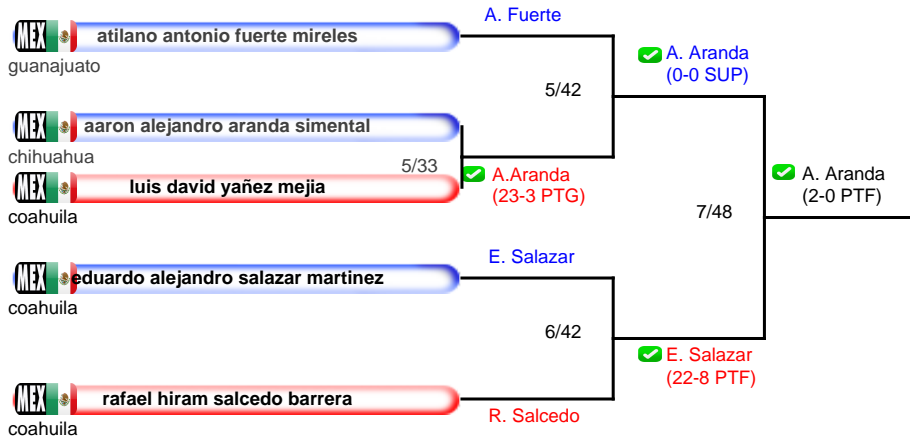 A. Fuerte
MEX atilano antonio fuerte mireles
guanajuato
5/42
A. Aranda
(0-0 SUP)
MEX aaron alejandro aranda simental
chihuahua
5/33
A.Aranda
(23-3 PTG)
MEX luis david yañez mejia
coahuila
7/48
A. Aranda
(2-0 PTF)
E. Salazar
MEX eduardo alejandro salazar martinez
coahuila
6/42
E. Salazar
(22-8 PTF)
MEX rafael hiram salcedo barrera
coahuila
R. Salcedo